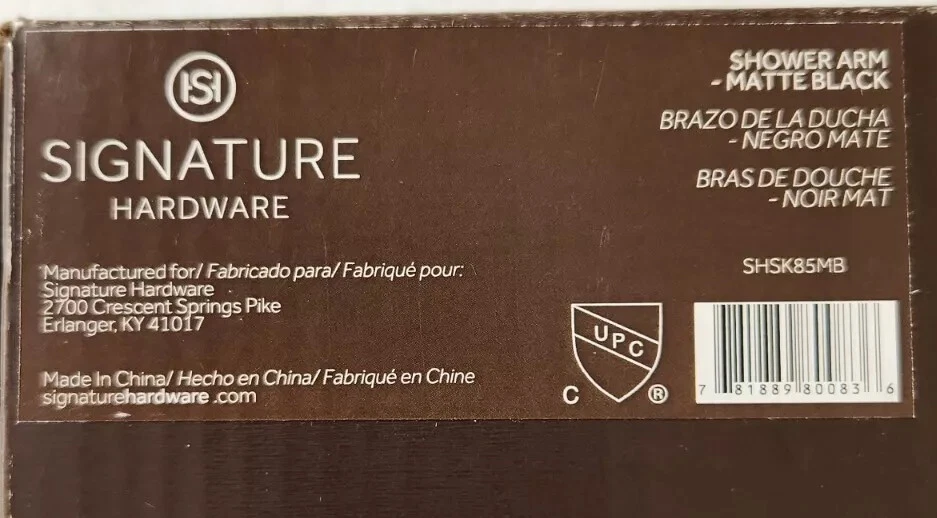 SIGNATURE
HARDWARE
SHOWER ARM
- MATTE BLACK
BRAZO DE LA DUCHA
- NEGRO MATE
BRAS DE DOUCHE
- NOIR MAT
Manufactured for/ Fabricado para/ Fabriqué pour:
Signature Hardware
2700 Crescent Springs Pike
Erlanger, KY 41017
Made In China/ Hecho en China/ Fabriqué en Chine
signaturehardware.com
UPC
C ®
SHSK85MB
7 81889 80083 6